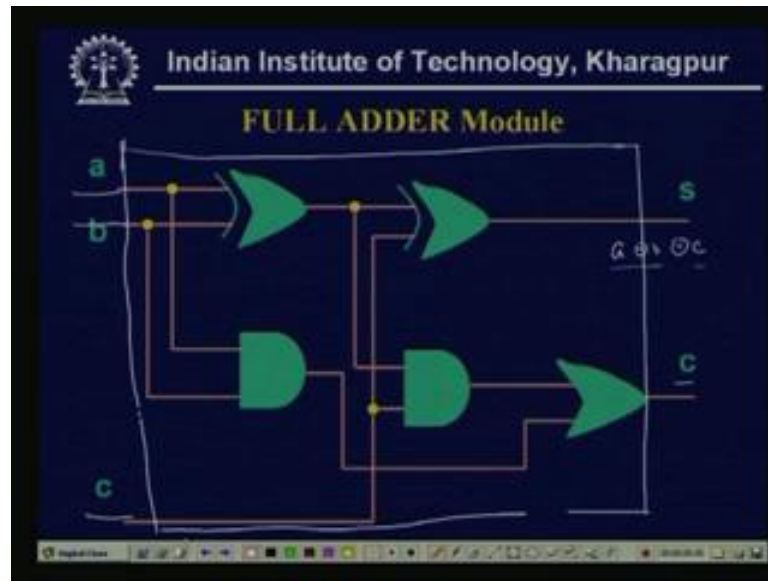 Indian Institute of Technology, Kharagpur
FULL ADDER Module
a
s
b
a ⊕ b ⊕ c
c
c